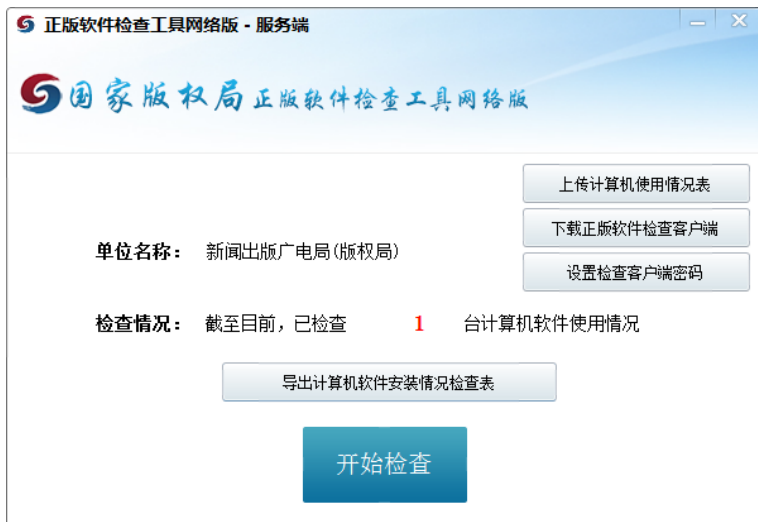 正版软件检查工具网络版 - 服务端
国家版权局正版软件检查工具网络版
上传计算机使用情况表
下载正版软件检查客户端
单位名称： 新闻出版广电局(版权局)
设置检查客户端密码
检查情况： 截至目前，已检查 1 台计算机软件使用情况
导出计算机软件安装情况检查表
开始检查